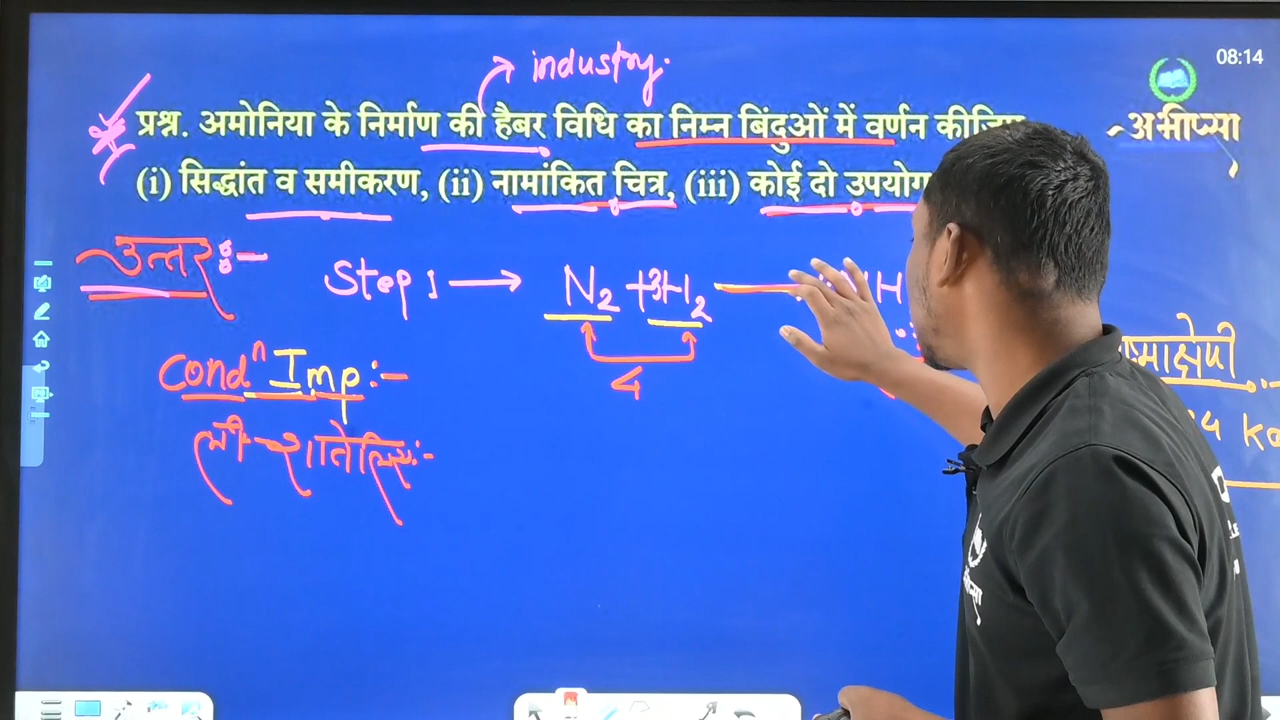 industry.
08:14
प्रश्न. अमोनिया के निर्माण की हैबर विधि का निम्न बिंदुओं में वर्णन कीजिए
अभीप्सा
(i) सिद्धांत व समीकरण, (ii) नामांकित चित्र, (iii) कोई दो उपयोग
उत्तर:-
Step 1 → N2 + 3H2
4
Condn Imp:-
ली-शातेलिए:-